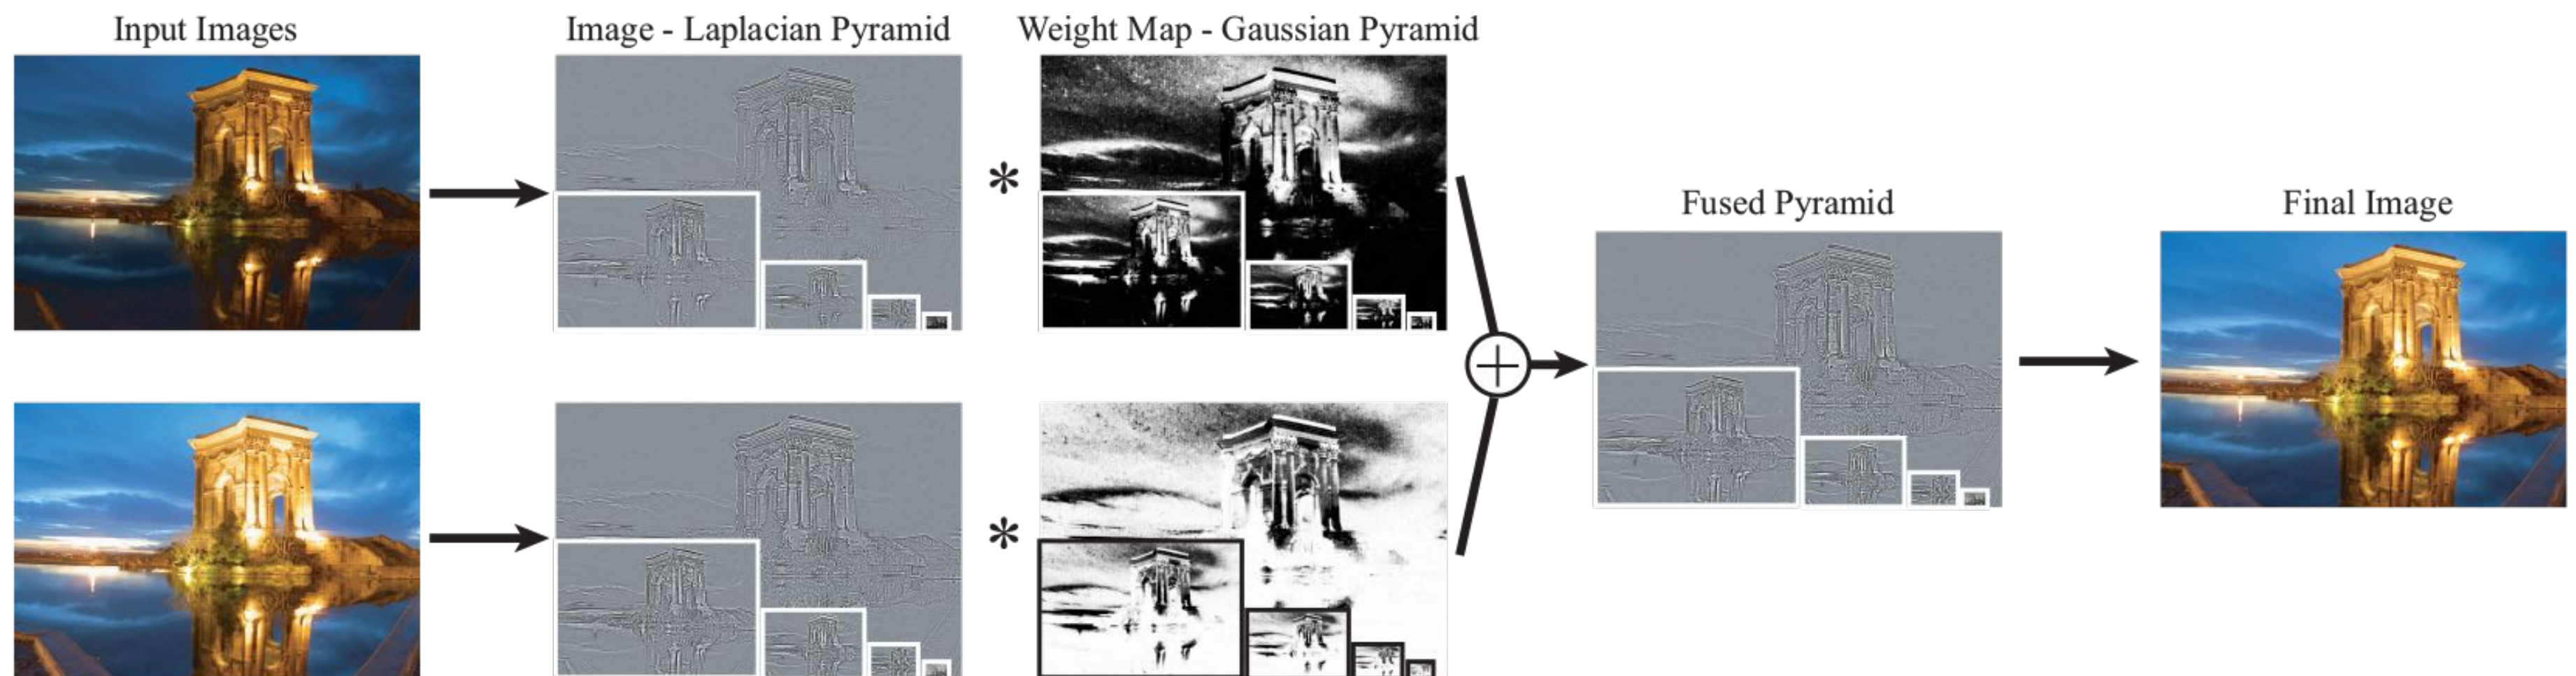 Input Images
Image - Laplacian Pyramid
Weight Map - Gaussian Pyramid
Fused Pyramid
Final Image